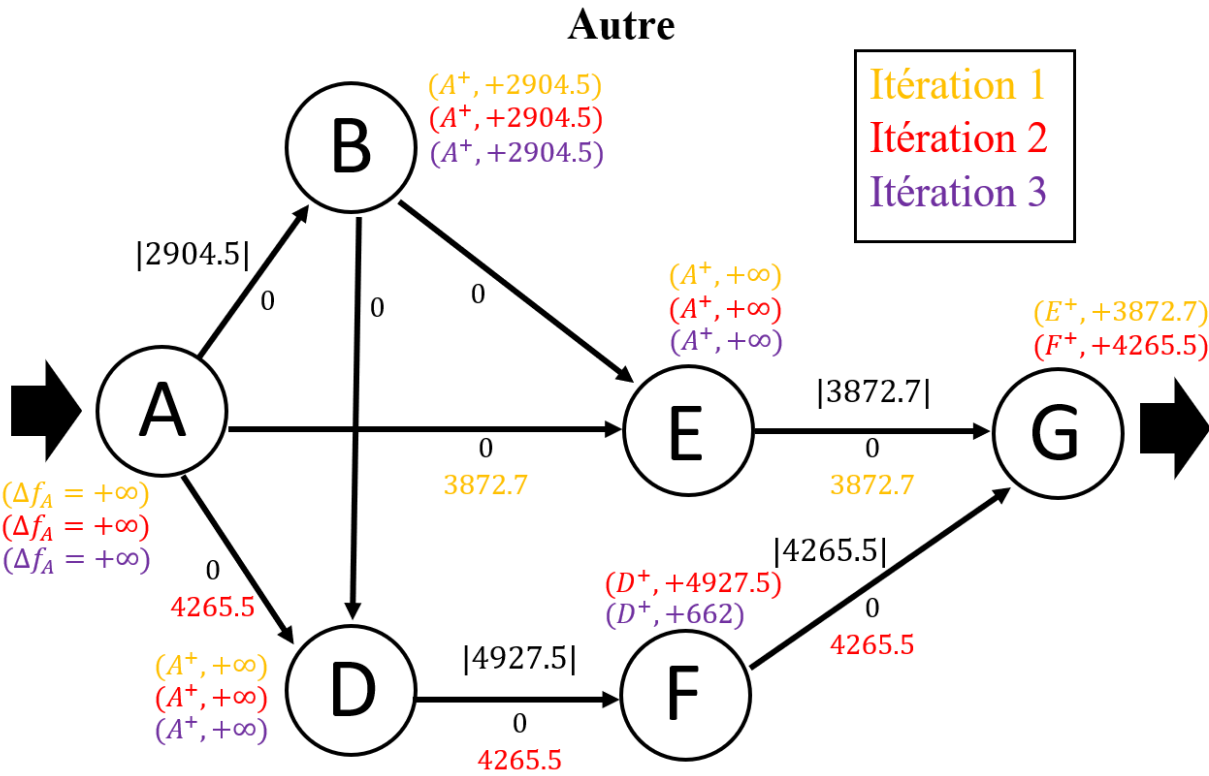 Autre
Itération 1
Itération 2
Itération 3
(A⁺, +2904.5)
(A⁺, +2904.5)
(A⁺, +2904.5)
B
|2904.5|
0
0
0
(A⁺, +∞)
(A⁺, +∞)
(A⁺, +∞)
(E⁺, +3872.7)
(F⁺, +4265.5)
A
E
G
|3872.7|
0
3872.7
0
3872.7
(Δf_A = +∞)
(Δf_A = +∞)
(Δf_A = +∞)
0
4265.5
|4265.5|
0
4265.5
(D⁺, +4927.5)
(D⁺, +662)
(A⁺, +∞)
(A⁺, +∞)
(A⁺, +∞)
D
|4927.5|
0
4265.5
F